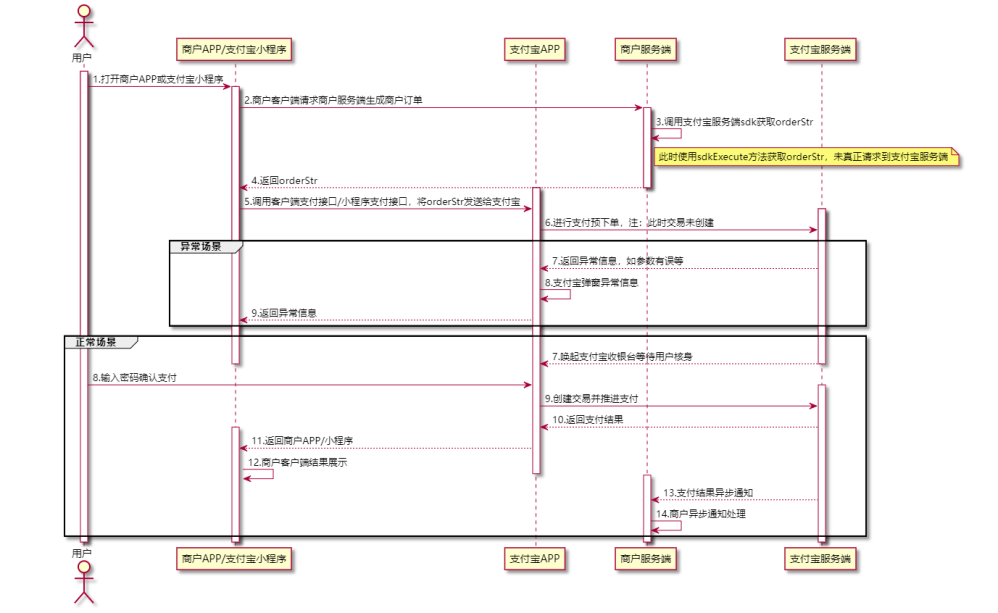 用户
商户APP/支付宝小程序
支付宝APP
商户服务端
支付宝服务端
1.打开商户APP或支付宝小程序
2.商户客户端请求商户服务端生成商户订单
3.调用支付宝服务端sdk获取orderStr
此时使用sdkExecute方法获取orderStr，未真正请求到支付宝服务端
4.返回orderStr
5.调用客户端支付接口/小程序支付接口，将orderStr发送给支付宝
6.进行支付预下单，注：此时交易未创建
异常场景
7.返回异常信息，如参数有误等
8.支付宝弹窗异常信息
9.返回异常信息
正常场景
7.唤起支付宝收银台等待用户核身
8.输入密码确认支付
9.创建交易并推进支付
10.返回支付结果
11.返回商户APP/小程序
12.商户客户端结果展示
13.支付结果异步通知
14.商户异步通知处理
用户
商户APP/支付宝小程序
支付宝APP
商户服务端
支付宝服务端